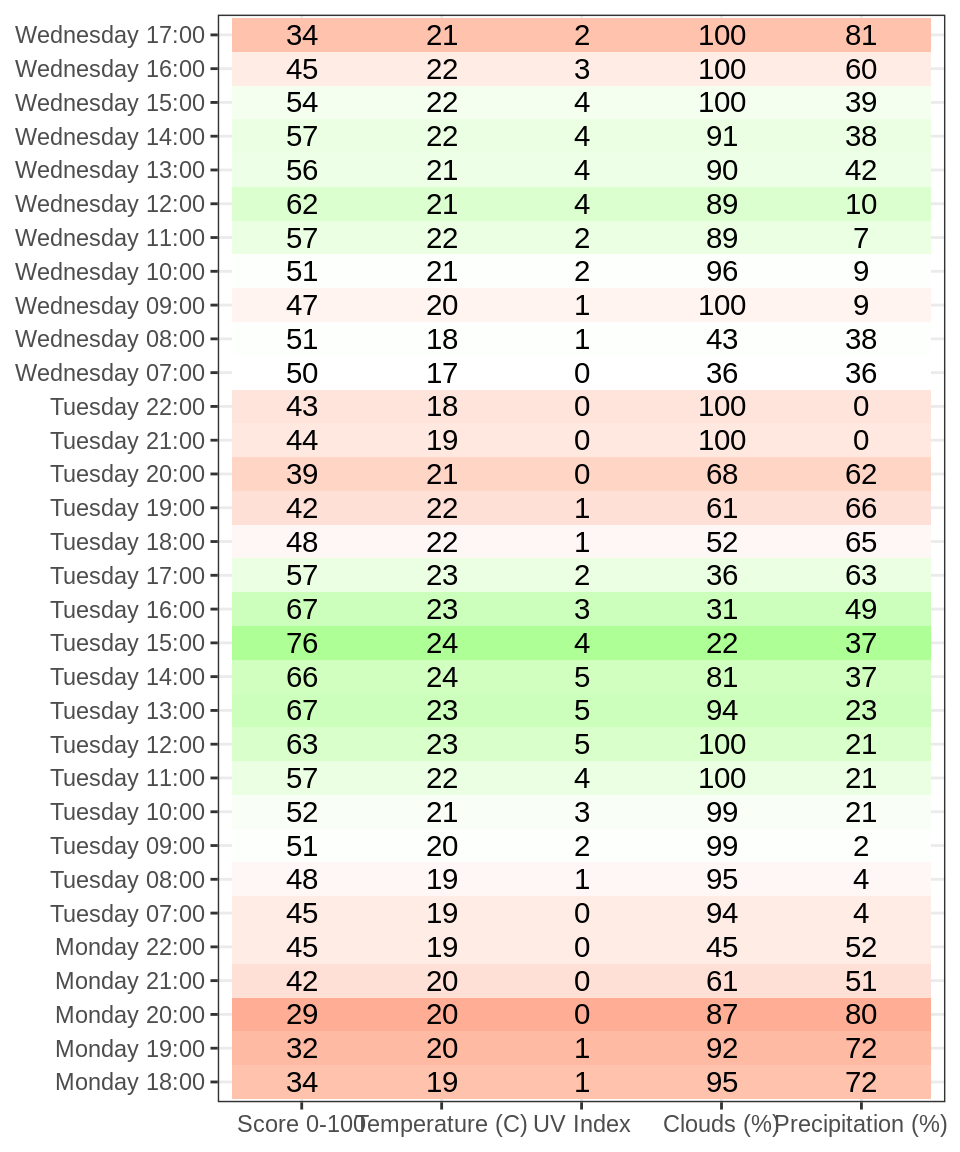 Wednesday 17:00 34 21 2 100 81
Wednesday 16:00 45 22 3 100 60
Wednesday 15:00 54 22 4 100 39
Wednesday 14:00 57 22 4 91 38
Wednesday 13:00 56 21 4 90 42
Wednesday 12:00 62 21 4 89 10
Wednesday 11:00 57 22 2 89 7
Wednesday 10:00 51 21 2 96 9
Wednesday 09:00 47 20 1 100 9
Wednesday 08:00 51 18 1 43 38
Wednesday 07:00 50 17 0 36 36
Tuesday 22:00 43 18 0 100 0
Tuesday 21:00 44 19 0 100 0
Tuesday 20:00 39 21 0 68 62
Tuesday 19:00 42 22 1 61 66
Tuesday 18:00 48 22 1 52 65
Tuesday 17:00 57 23 2 36 63
Tuesday 16:00 67 23 3 31 49
Tuesday 15:00 76 24 4 22 37
Tuesday 14:00 66 24 5 81 37
Tuesday 13:00 67 23 5 94 23
Tuesday 12:00 63 23 5 100 21
Tuesday 11:00 57 22 4 100 21
Tuesday 10:00 52 21 3 99 21
Tuesday 09:00 51 20 2 99 2
Tuesday 08:00 48 19 1 95 4
Tuesday 07:00 45 19 0 94 4
Monday 22:00 45 19 0 45 52
Monday 21:00 42 20 0 61 51
Monday 20:00 29 20 0 87 80
Monday 19:00 32 20 1 92 72
Monday 18:00 34 19 1 95 72
Score 0-100 Temperature (C) UV Index Clouds (%) Precipitation (%)